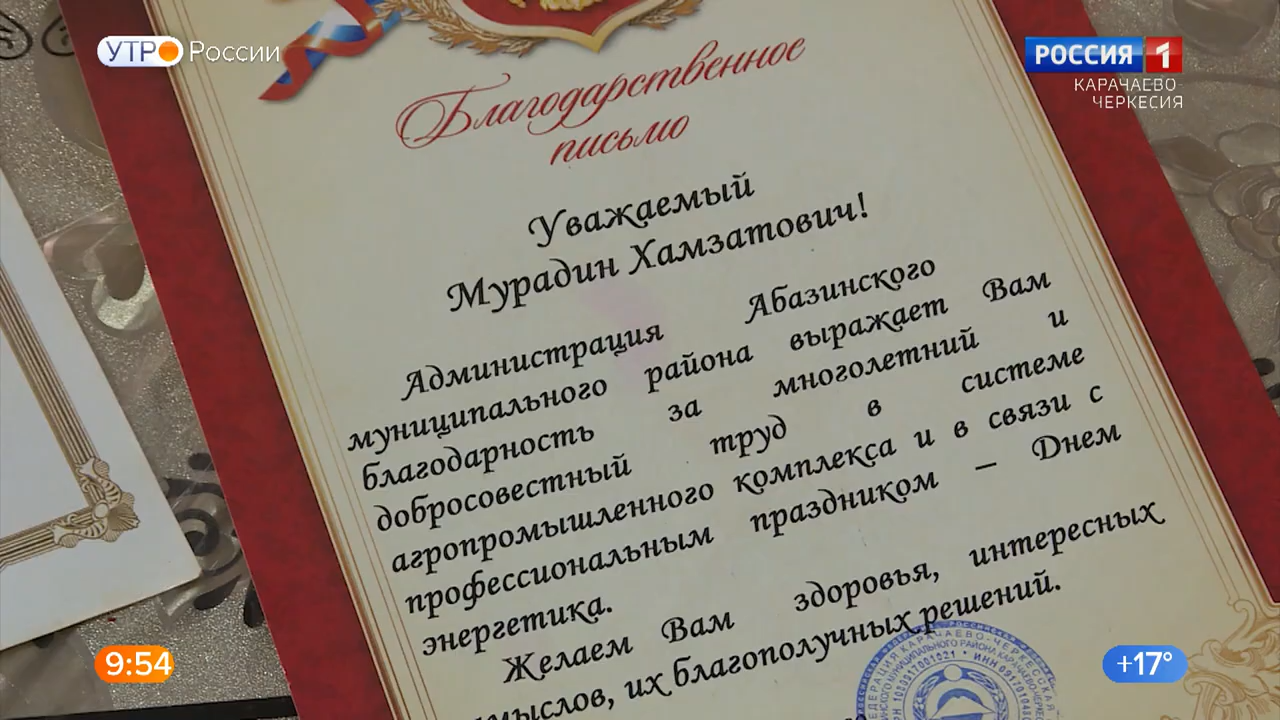 УТРО России
РОССИЯ 1
КАРАЧАЕВО-
ЧЕРКЕСИЯ
Благодарственное
письмо
Уважаемый
Мурадин Хамзатович!
Администрация Абазинского
муниципального района выражает Вам
благодарность за многолетний и
добросовестный труд в системе
агропромышленного комплекса и в связи с
профессиональным праздником – Днем
энергетика.
Желаем Вам здоровья, интересных
мыслов, их благополучных решений.
9:54
+17°